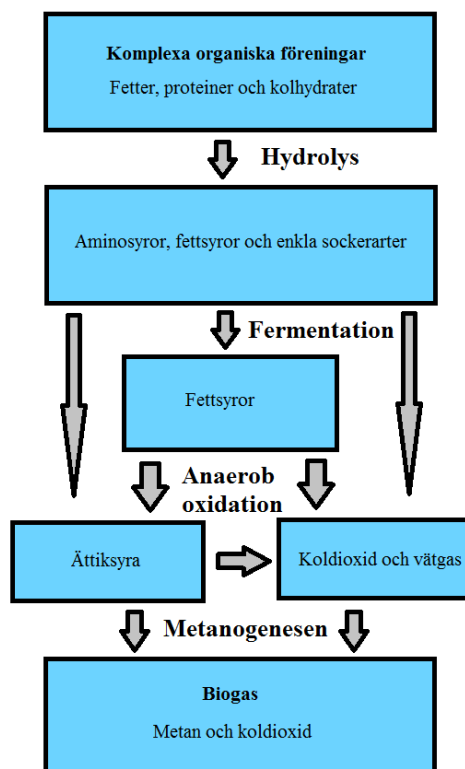 Komplexa organiska föreningar
Fetter, proteiner och kolhydrater
Hydrolys
Aminosyror, fettsyror och enkla sockerarter
Fermentation
Fettsyror
Anaerob
oxidation
Ättiksyra
Koldioxid och vätgas
Metanogenesen
Biogas
Metan och koldioxid